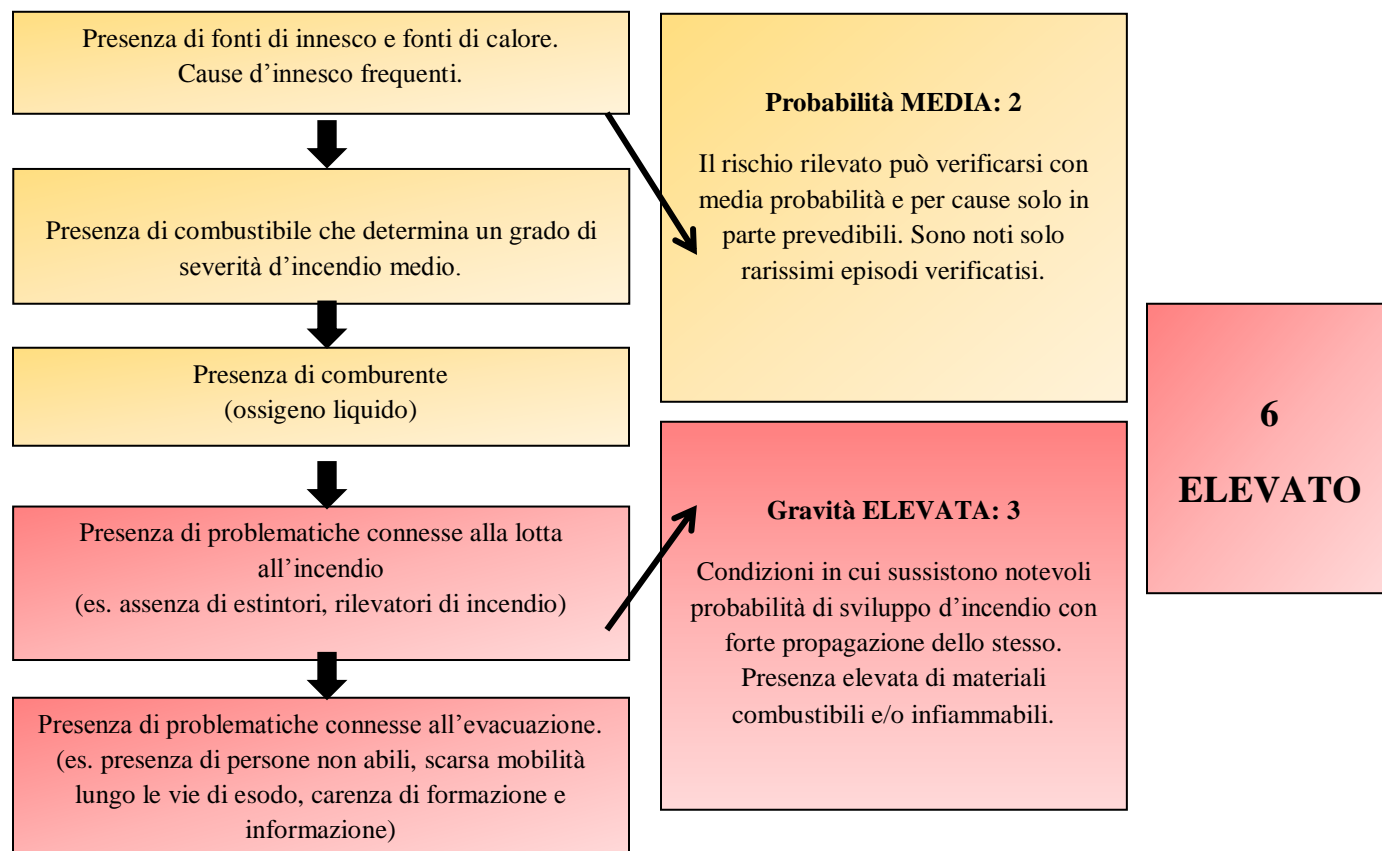 Presenza di fonti di innesco e fonti di calore.
Cause d’innesco frequenti.
Presenza di combustibile che determina un grado di
severità d’incendio medio.
Presenza di comburente
(ossigeno liquido)
Presenza di problematiche connesse alla lotta
all’incendio
(es. assenza di estintori, rilevatori di incendio)
Presenza di problematiche connesse all’evacuazione.
(es. presenza di persone non abili, scarsa mobilità
lungo le vie di esodo, carenza di formazione e
informazione)
Probabilità MEDIA: 2
Il rischio rilevato può verificarsi con
media probabilità e per cause solo in
parte prevedibili. Sono noti solo
rarissimi episodi verificatisi.
Gravità ELEVATA: 3
Condizioni in cui sussistono notevoli
probabilità di sviluppo d’incendio con
forte propagazione dello stesso.
Presenza elevata di materiali
combustibili e/o infiammabili.
6
ELEVATO